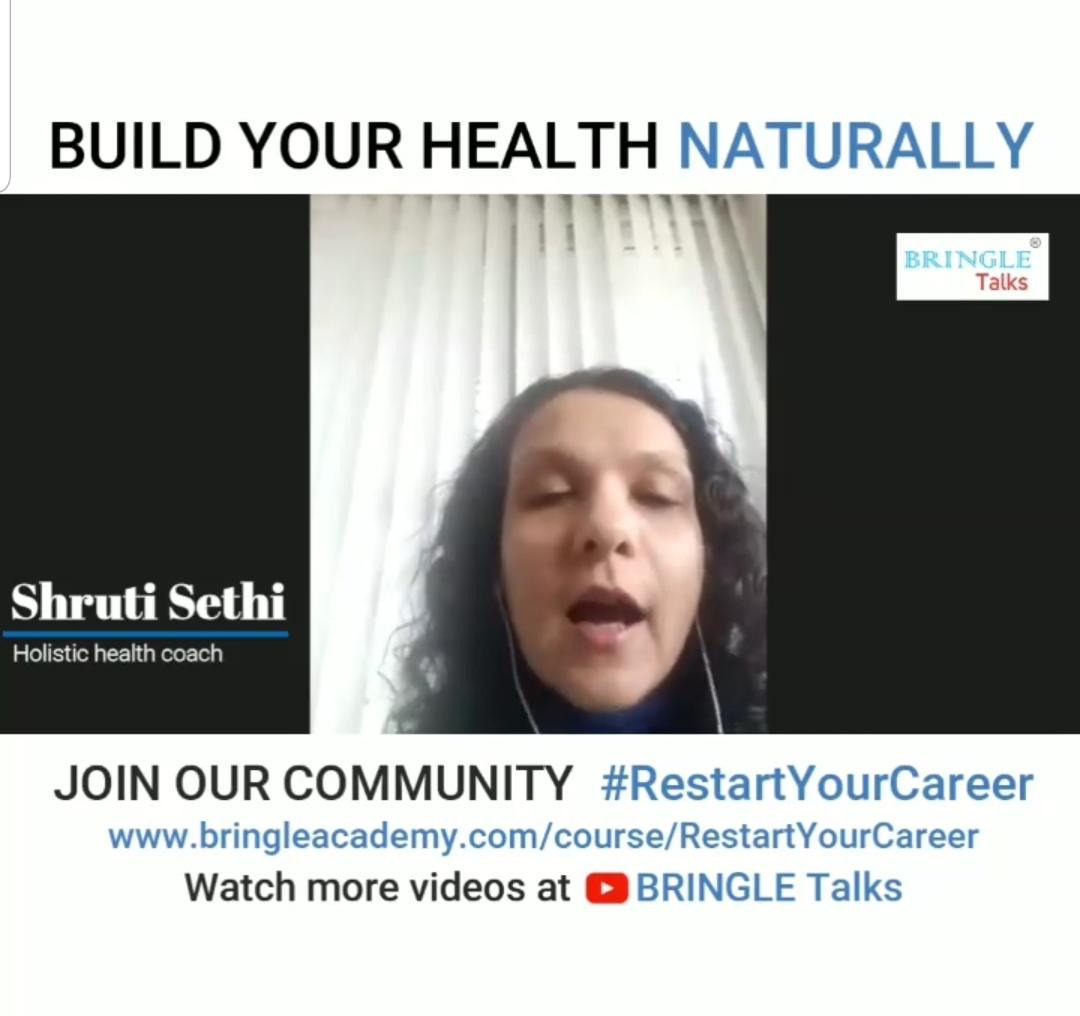 BUILD YOUR HEALTH NATURALLY
BRINGLE®
Talks
Shruti Sethi
Holistic health coach
JOIN OUR COMMUNITY #RestartYourCareer
www.bringleacademy.com/course/RestartYourCareer
Watch more videos at BRINGLE Talks